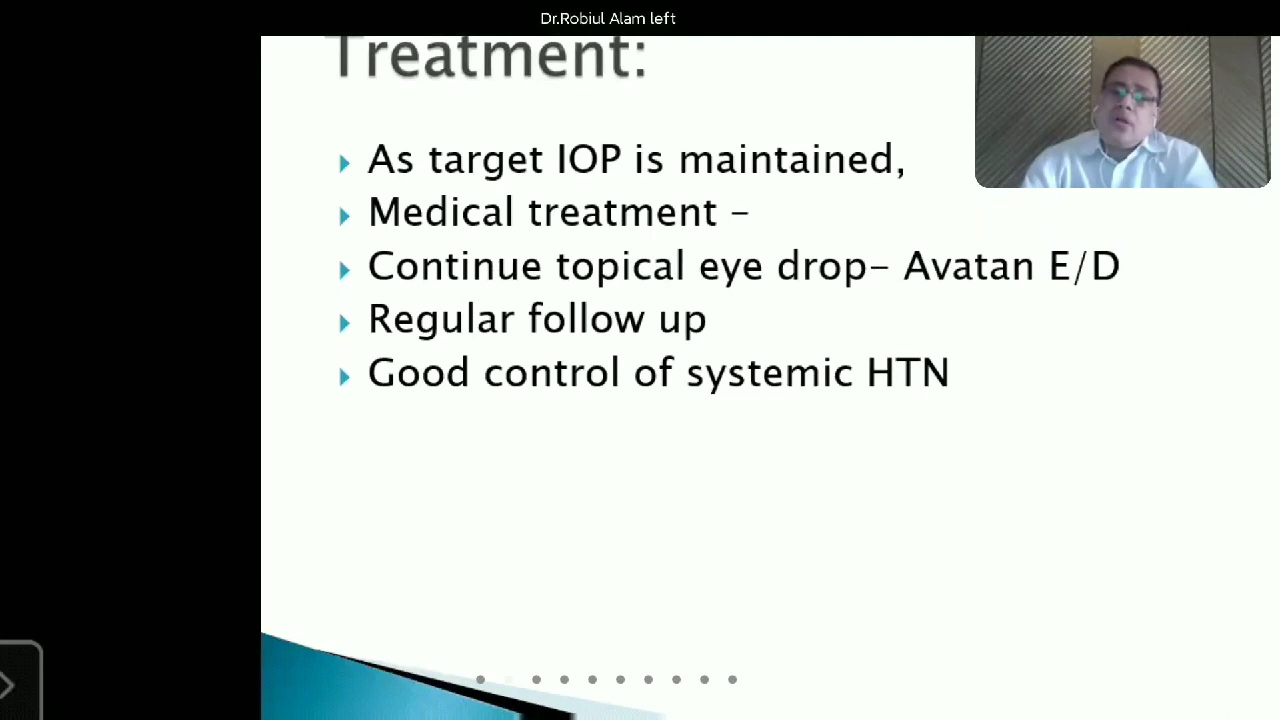 Dr.Robiul Alam left
Treatment:
As target IOP is maintained,
Medical treatment –
Continue topical eye drop– Avatan E/D
Regular follow up
Good control of systemic HTN